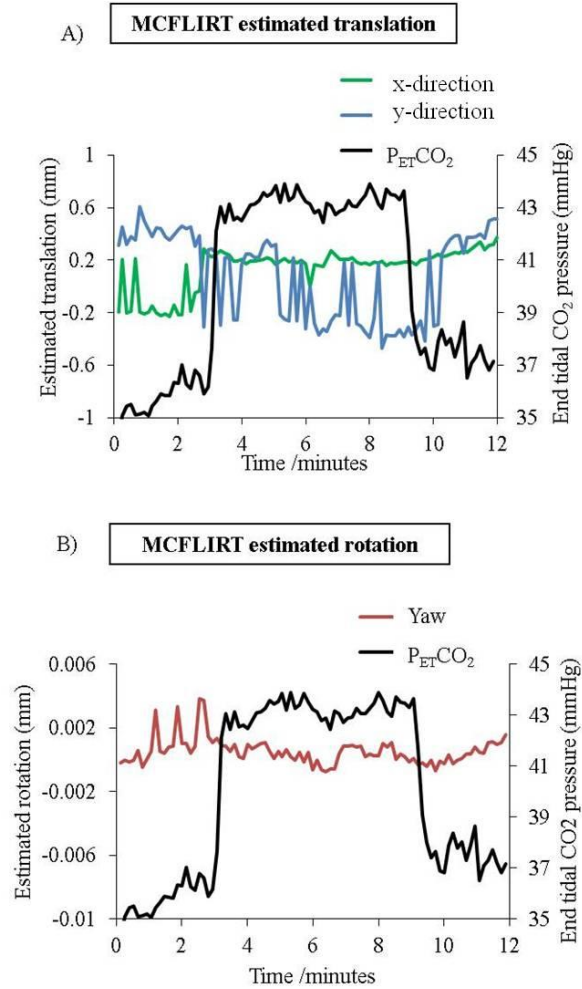 A)
MCFLIRT estimated translation
x-direction
y-direction
P_ETCO_2
Estimated translation (mm)
1
0.6
0.2
-0.2
-0.6
-1
45
43
41
39
37
35
End tidal CO_2 pressure (mmHg)
0 2 4 6 8 10 12
Time /minutes
B)
MCFLIRT estimated rotation
Yaw
P_ETCO_2
Estimated rotation (mm)
0.006
0.002
-0.002
-0.006
-0.01
45
43
41
39
37
35
End tidal CO2 pressure (mmHg)
0 2 4 6 8 10 12
Time /minutes